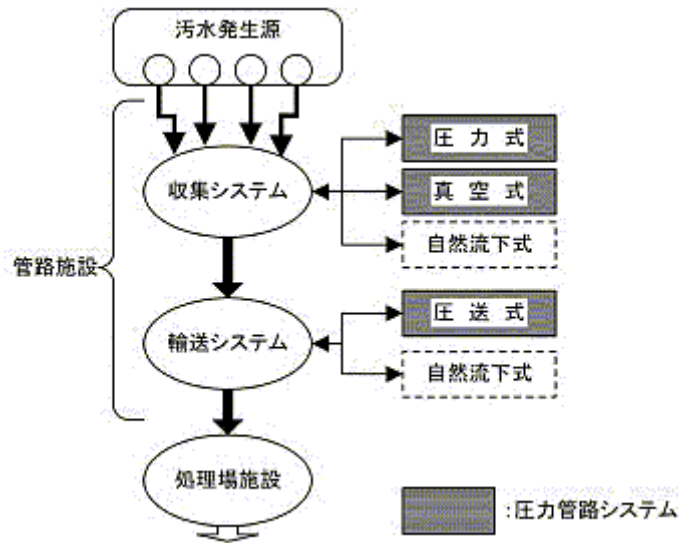 汚水発生源
圧力式
収集システム
真空式
自然流下式
管路施設
圧送式
輸送システム
自然流下式
処理場施設
:圧力管路システム